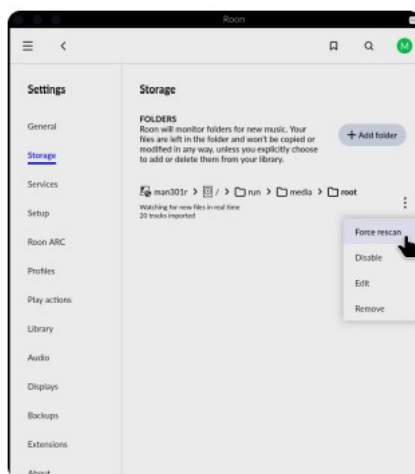 Roon
M
Settings
General
Storage
Services
Setup
Roon ARC
Profiles
Play actions
Library
Audio
Displays
Backups
Extensions
About
Storage
FOLDERS
Roon will monitor folders for new music. Your
files are left in the folder and won't be copied or
modified in any way, unless you explicitly choose
to add or delete them from your library.
+ Add folder
man301r > / > run > media > root
Watching for new files in real time
20 tracks imported
Force rescan
Disable
Edit
Remove